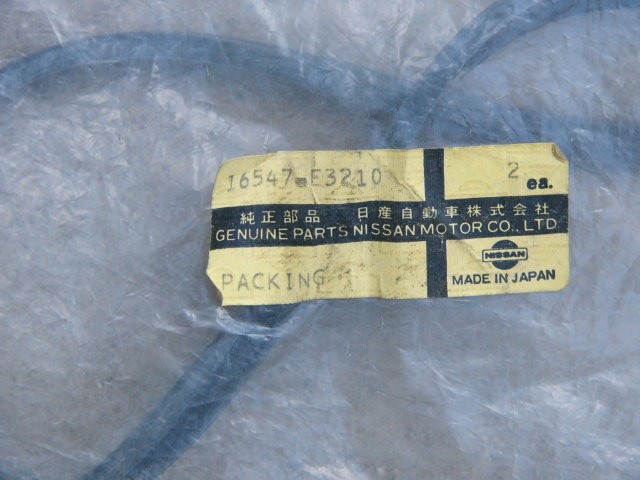 16547-E3210 2 ea.
純正部品 日産自動車株式会社
GENUINE PARTS NISSAN MOTOR CO., LTD.
NISSAN
PACKING MADE IN JAPAN